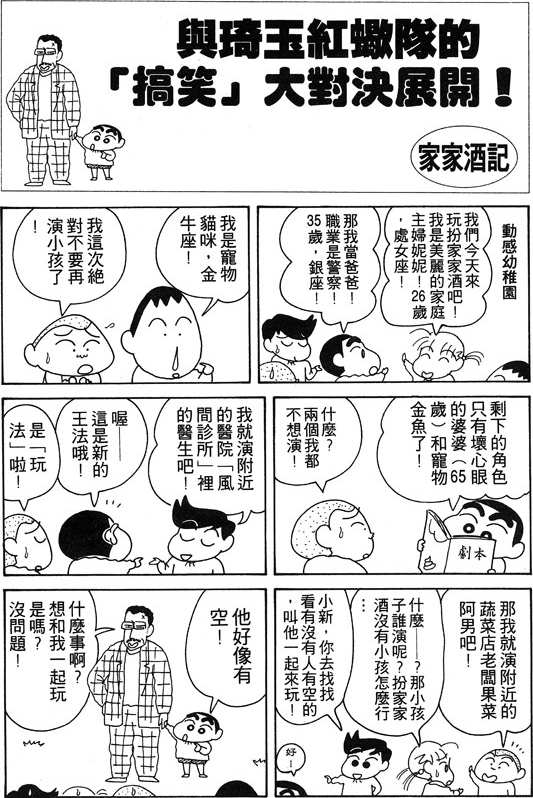 與琦玉紅蠍隊的
「搞笑」大對決展開！
家家酒記
動感幼稚園
我們今天來
玩扮家家酒吧！
我是美麗的家庭
主婦妮妮！26歲
，處女座！
那我當爸爸！
職業是警察！
35歲，銀座！
我是寵物
貓咪，金
牛座！
我這次絕
對不要再
演小孩了
！
剩下的角色
只有壞心眼
的婆婆（65
歲）和寵物
金魚了！
劇本
什麼？
兩個我都
不想演！
我就演附近
的醫院「風
間診所」裡
的醫生吧！
喔——
這是新的
王法哦！
是「玩
法」啦！
那我就演附近的
蔬菜店老闆果菜
阿男吧！
什麼——？那小孩
子誰演呢？扮家家
酒沒有小孩怎麼行
…
小新，你去找找
看有沒有人有空的
，叫他一起來玩！
好—
他好像有
空！
什麼事啊？
想和我一起玩
是嗎？
沒問題！